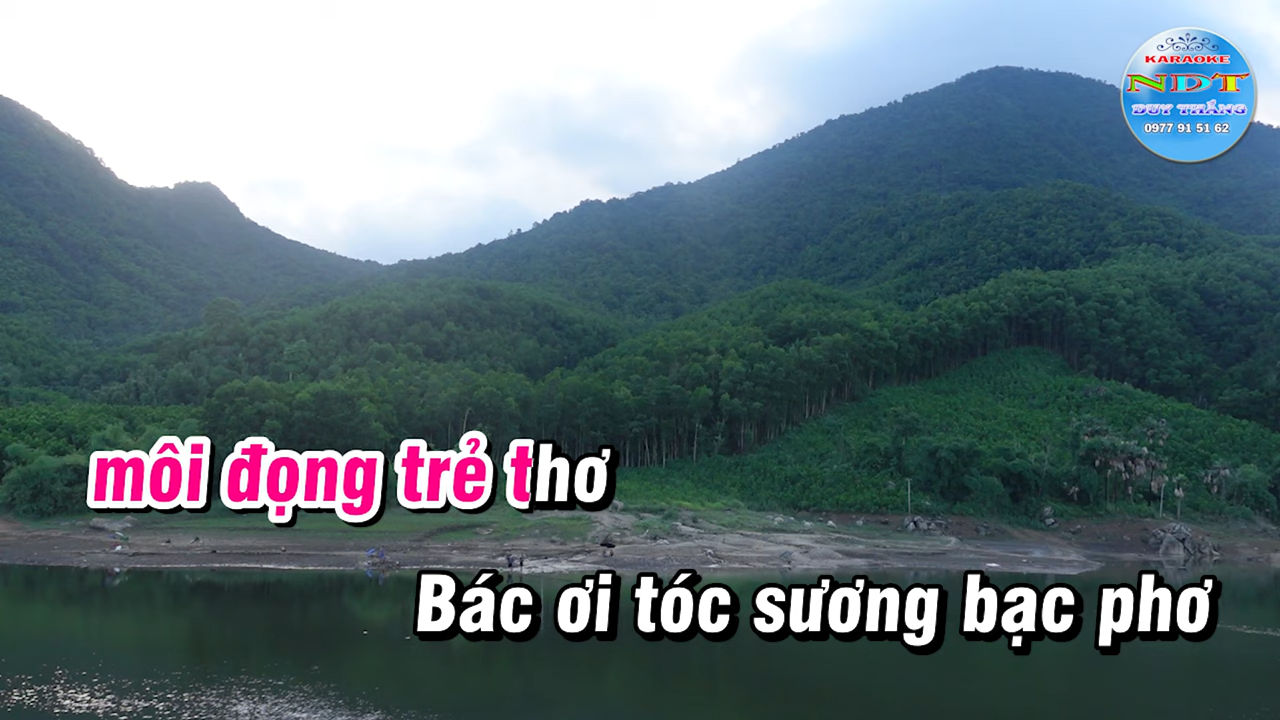 KARAOKE
NDT
DUY THẮNG
0977 91 51 62
môi đọng trẻ thơ
Bác ơi tóc sương bạc phơ